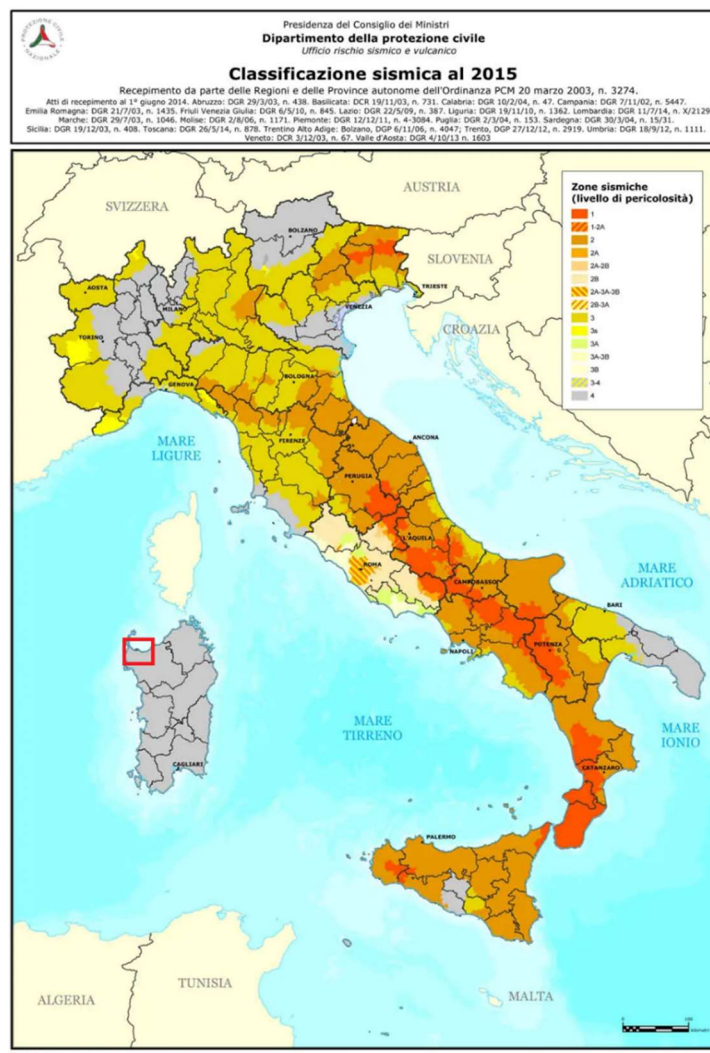 PROTEZIONE CIVILE
NAZIONALE
Presidenza del Consiglio dei Ministri
Dipartimento della protezione civile
Ufficio rischio sismico e vulcanico
Classificazione sismica al 2015
Recepimento da parte delle Regioni e delle Province autonome dell'Ordinanza PCM 20 marzo 2003, n. 3274.
Atti di recepimento al 1° giugno 2014. Abruzzo: DGR 29/3/03, n. 438. Basilicata: DCR 19/11/03, n. 731. Calabria: DGR 10/2/04, n. 47. Campania: DGR 7/11/02, n. 5447.
Emilia Romagna: DGR 21/7/03, n. 1435. Friuli Venezia Giulia: DGR 6/5/10, n. 845. Lazio: DGR 22/5/09, n. 387. Liguria: DGR 19/11/10, n. 1362. Lombardia: DGR 11/7/14, n. X/2129
Marche: DGR 29/7/03, n. 1046. Molise: DGR 2/8/06, n. 1171. Piemonte: DGR 12/12/11, n. 4-3084. Puglia: DGR 2/3/04, n. 153. Sardegna: DGR 30/3/04, n. 15/31.
Sicilia: DGR 19/12/03, n. 408. Toscana: DGR 26/5/14, n. 878. Trentino Alto Adige: Bolzano, DGP 6/11/06, n. 4047; Trento, DGP 27/12/12, n. 2919. Umbria: DGR 18/9/12, n. 1111.
Veneto: DCR 3/12/03, n. 67. Valle d'Aosta: DGR 4/10/13 n. 1603
AUSTRIA
SVIZZERA
BOLZANO
SLOVENIA
AOSTA
TRIESTE
MILANO
VENEZIA
TORINO
CROAZIA
BOLOGNA
GENOVA
MARE
LIGURE
FIRENZE
ANCONA
PERUGIA
L'AQUILA
ROMA
CAMPOBASSO
MARE
ADRIATICO
BARI
NAPOLI
POTENZA
MARE
TIRRENO
MARE
IONIO
CAGLIARI
CATANZARO
PALERMO
ALGERIA
TUNISIA
MALTA
Zone sismiche
(livello di pericolosità)
1
1-2A
2
2A
2A-2B
2B
2A-3A-3B
2B-3A
3
3s
3A
3A-3B
3B
3-4
4